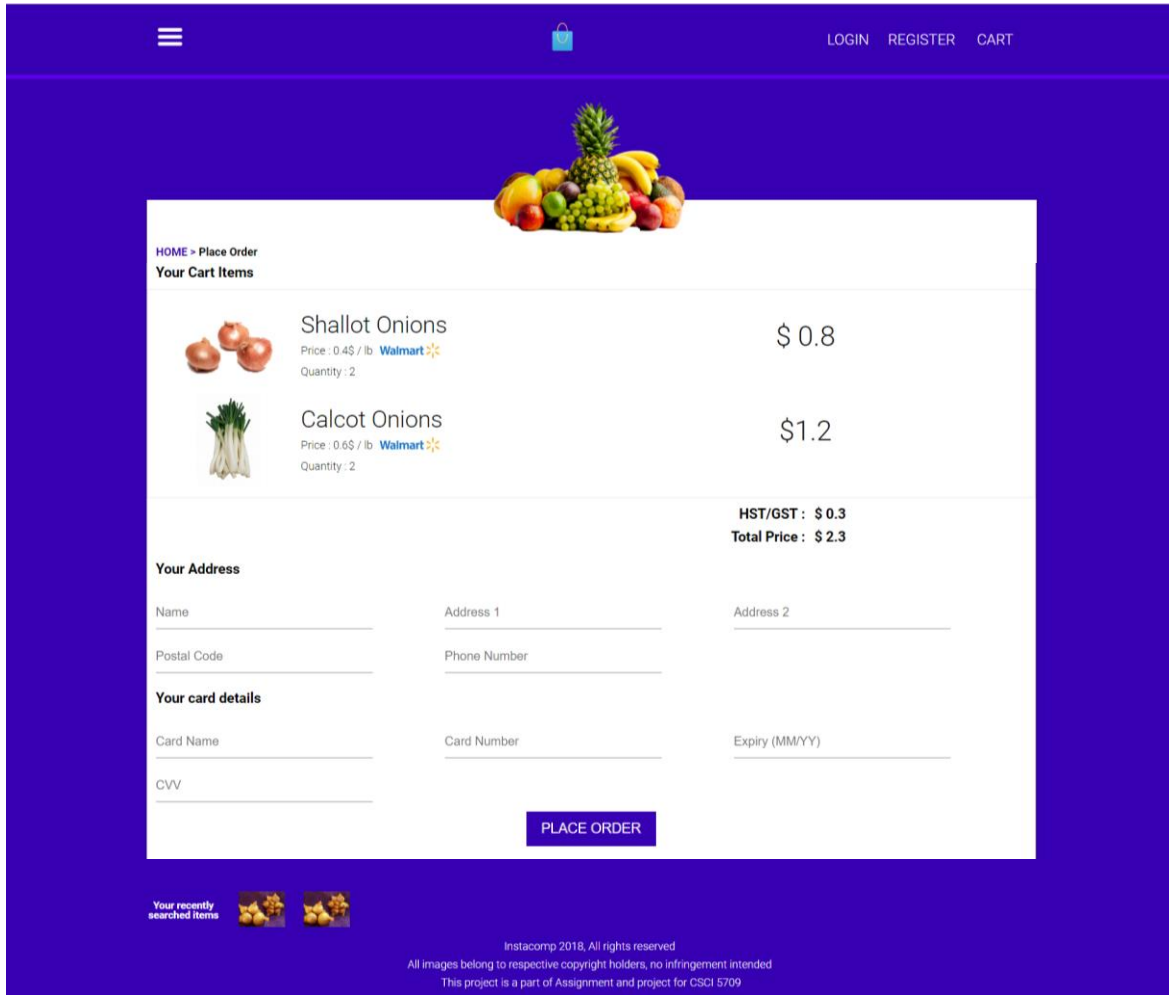 LOGIN REGISTER CART
HOME > Place Order
Your Cart Items
Shallot Onions
$ 0.8
Price : 0.4$ / lb Walmart
Quantity : 2
Calcot Onions
$1.2
Price : 0.6$ / lb Walmart
Quantity : 2
HST/GST : $ 0.3
Total Price : $ 2.3
Your Address
Name Address 1 Address 2
Postal Code Phone Number
Your card details
Card Name Card Number Expiry (MM/YY)
CVV
PLACE ORDER
Your recently
searched items
Instacomp 2018, All rights reserved
All images belong to respective copyright holders, no infringement intended
This project is a part of Assignment and project for CSCI 5709